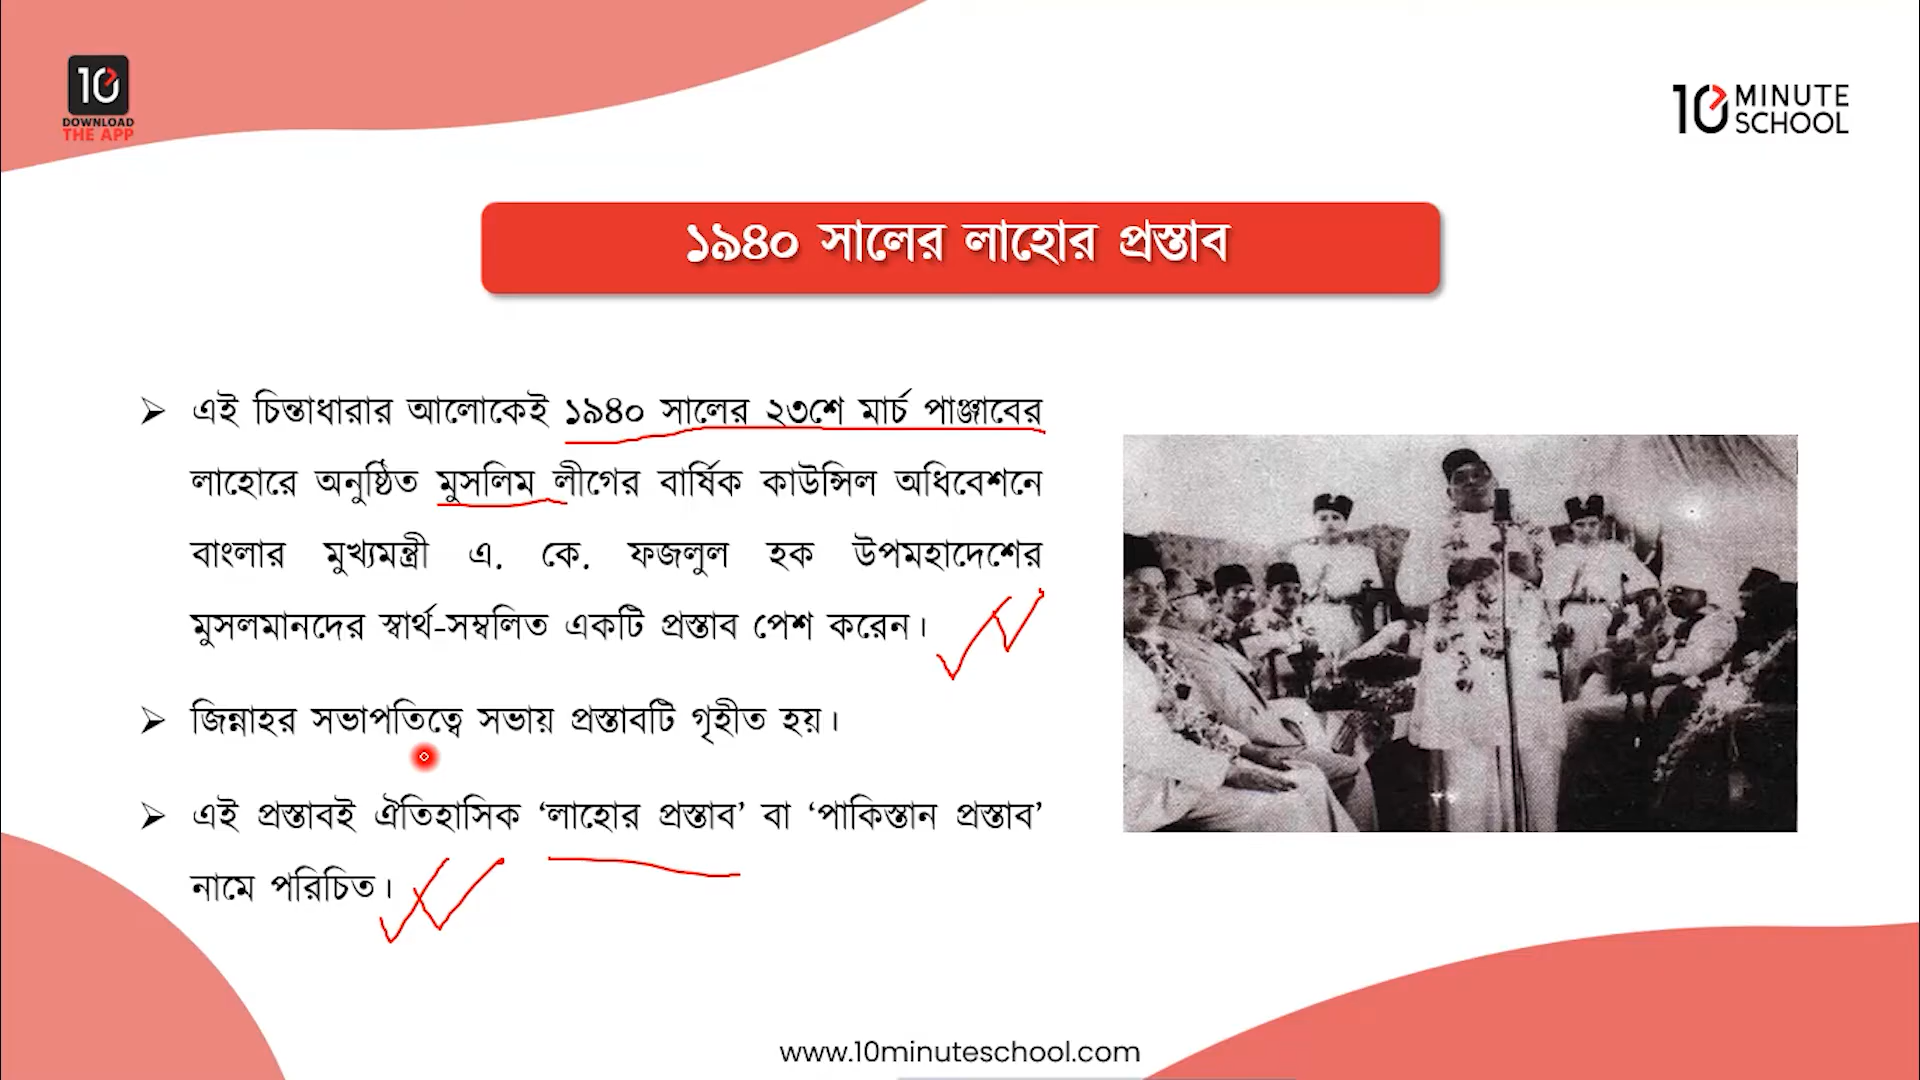 10
DOWNLOAD
THE APP
10 MINUTE
SCHOOL
১৯৪০ সালের লাহোর প্রস্তাব
এই চিন্তাধারার আলোকেই ১৯৪০ সালের ২৩শে মার্চ পাঞ্জাবের
লাহোরে অনুষ্ঠিত মুসলিম লীগের বার্ষিক কাউন্সিল অধিবেশনে
বাংলার মুখ্যমন্ত্রী এ. কে. ফজলুল হক উপমহাদেশের
মুসলমানদের স্বার্থ-সম্বলিত একটি প্রস্তাব পেশ করেন।
জিন্নাহর সভাপতিত্বে সভায় প্রস্তাবটি গৃহীত হয়।
এই প্রস্তাবই ঐতিহাসিক ‘লাহোর প্রস্তাব’ বা ‘পাকিস্তান প্রস্তাব’
নামে পরিচিত।
www.10minuteschool.com